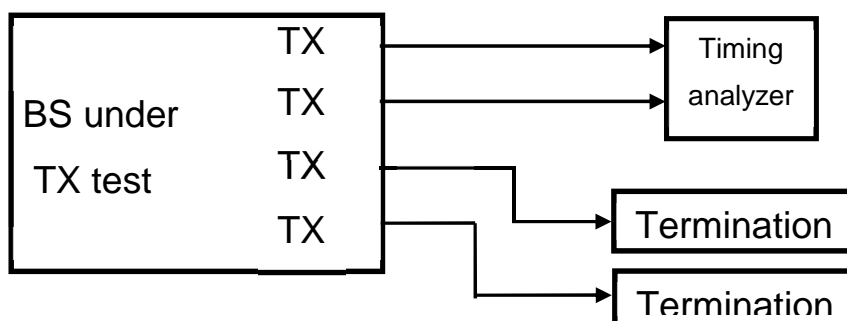 BS under
TX test
TX
TX
TX
TX
Timing
analyzer
Termination
Termination